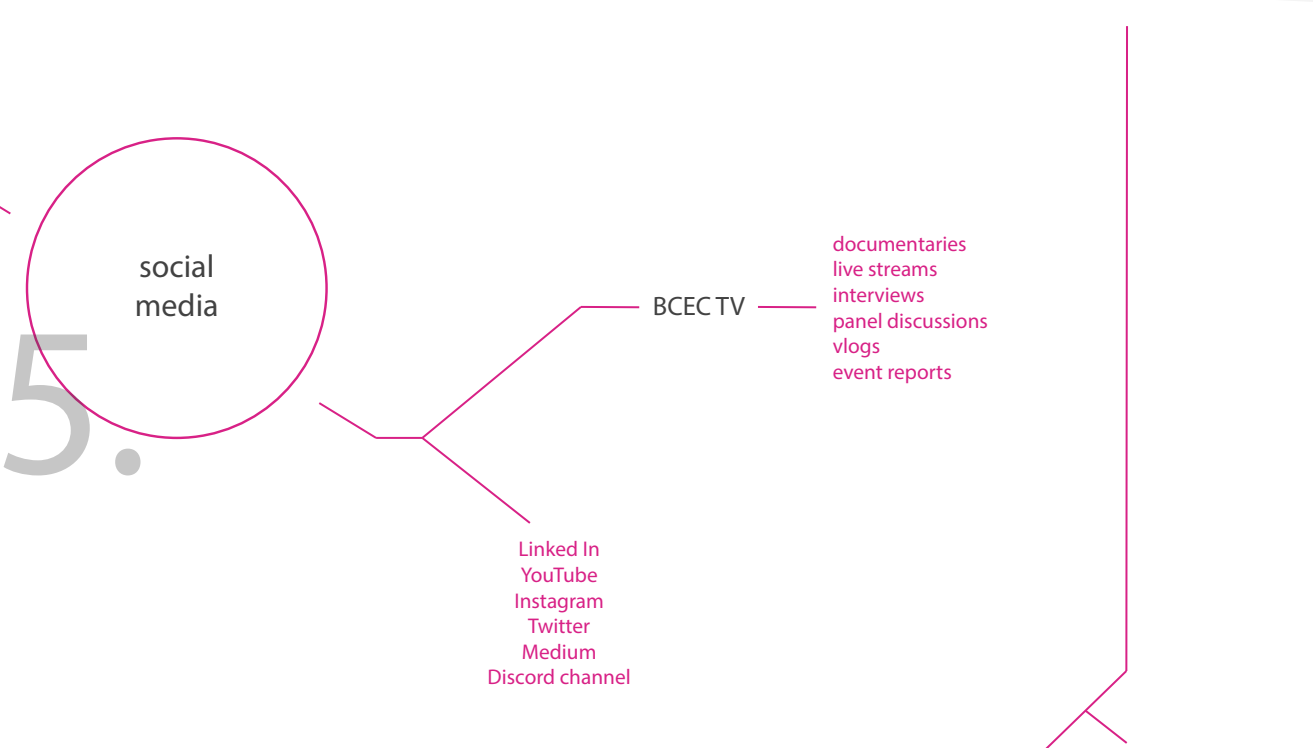 social
media
5.
BCEC TV
documentaries
live streams
interviews
panel discussions
vlogs
event reports
Linked In
YouTube
Instagram
Twitter
Medium
Discord channel